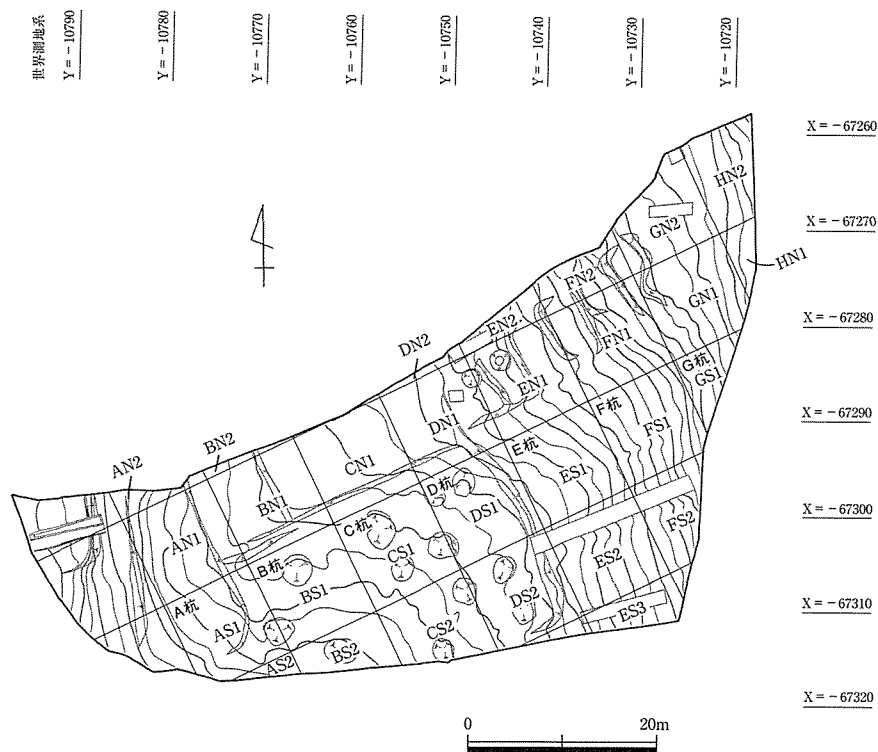 世界測地系
Y = －10790
Y = －10780
Y = －10770
Y = －10760
Y = －10750
Y = －10740
Y = －10730
Y = －10720
X = －67260
X = －67270
X = －67280
X = －67290
X = －67300
X = －67310
X = －67320
HN2
GN2
HN1
FN2
GN1
EN2
DN2
FN1
G杭
GS1
EN1
F杭
DN1
FS1
BN2
E杭
AN2
CN1
ES1
BN1
D杭
DS1
AN1
C杭
FS2
CS1
ES2
B杭
BS1
A杭
DS2
ES3
AS1
CS2
BS2
AS2
0
20m